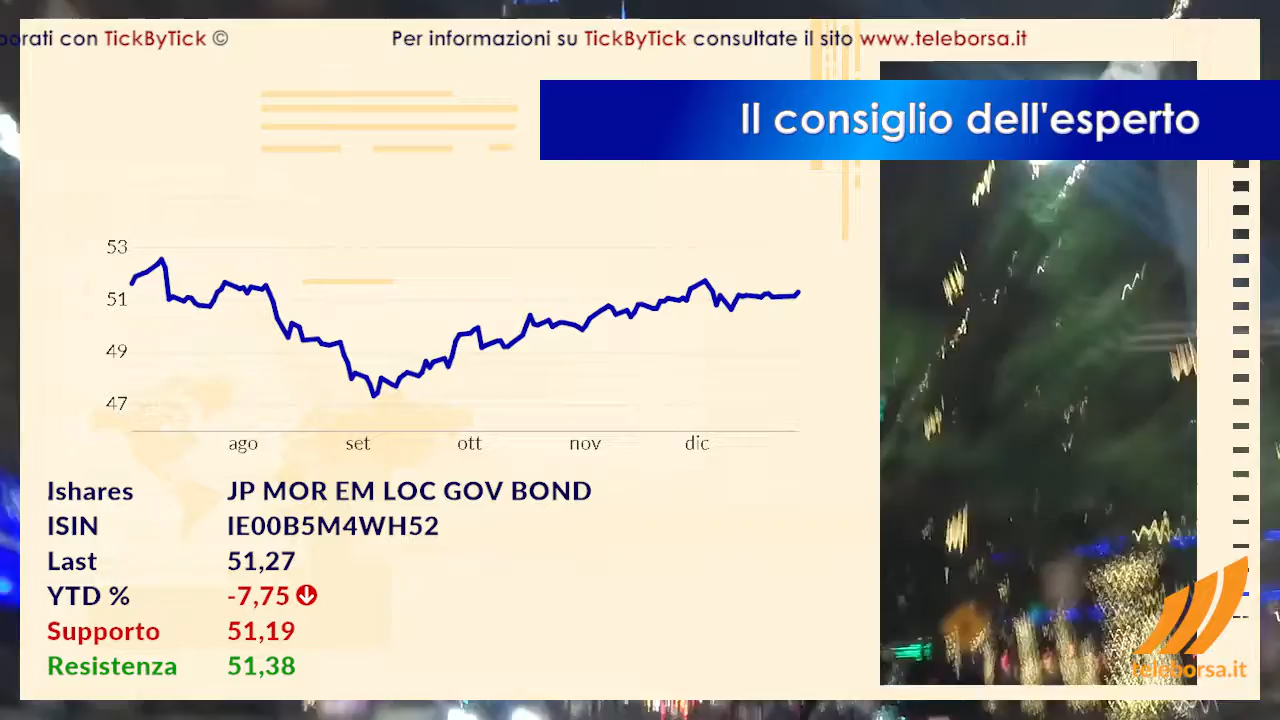 orati con TickByTick © Per informazioni su TickByTick consultate il sito www.teleborsa.it
Il consiglio dell'esperto
53
51
49
47
ago set ott nov dic
Ishares JP MOR EM LOC GOV BOND
ISIN IE00B5M4WH52
Last 51,27
YTD % -7,75
Supporto 51,19
Resistenza 51,38
teleborsa.it